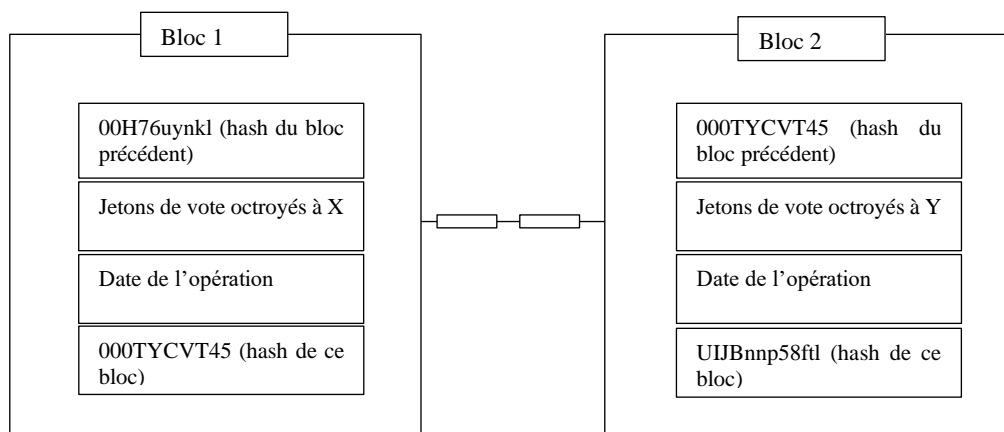 Bloc 1
00H76uynkl (hash du bloc
précédent)
Jetons de vote octroyés à X
Date de l’opération
000TYCVT45 (hash de ce
bloc)
Bloc 2
000TYCVT45 (hash du
bloc précédent)
Jetons de vote octroyés à Y
Date de l’opération
UIJBnnp58ftl (hash de ce
bloc)